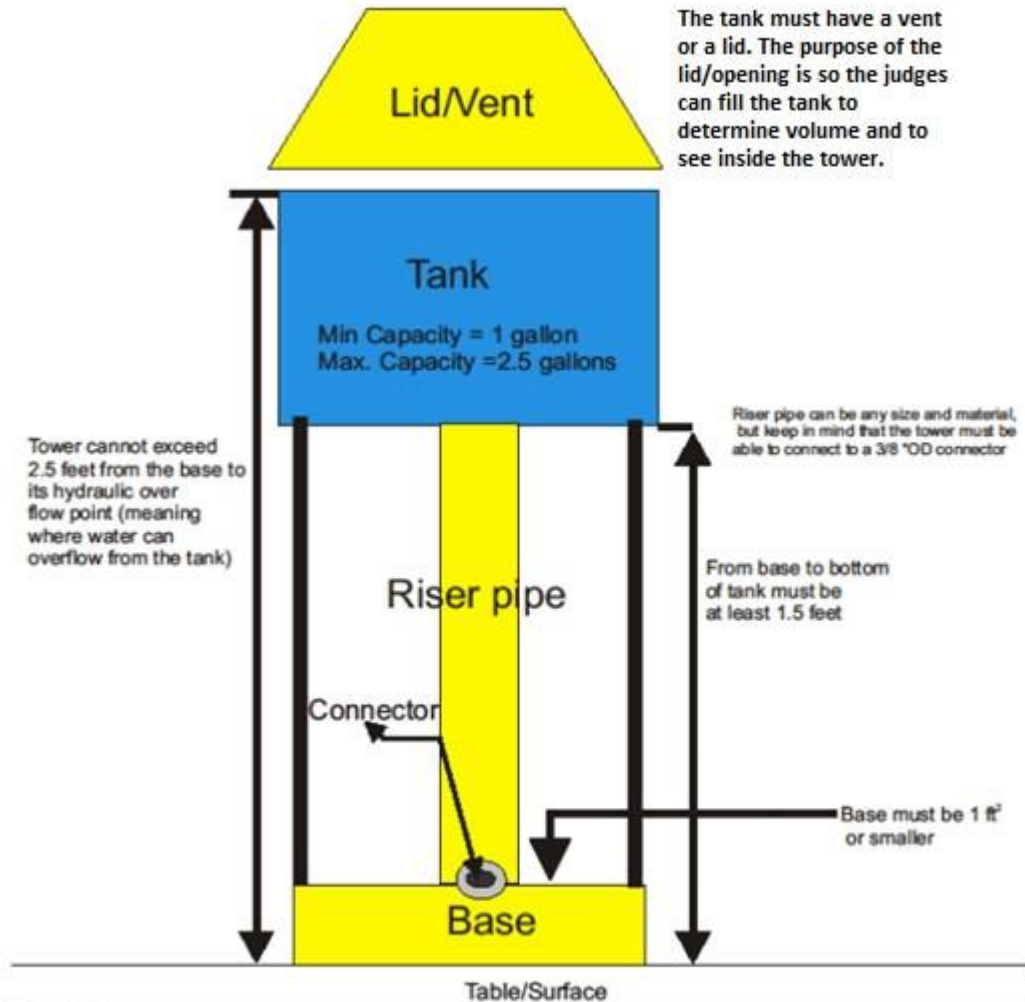 The tank must have a vent
or a lid. The purpose of the
lid/opening is so the judges
can fill the tank to
determine volume and to
see inside the tower.
Lid/Vent
Tank
Min Capacity = 1 gallon
Max. Capacity =2.5 gallons
Riser pipe can be any size and material,
but keep in mind that the tower must be
able to connect to a 3/8 "OD connector
Tower cannot exceed
2.5 feet from the base to
its hydraulic over
flow point (meaning
where water can
overflow from the tank)
From base to bottom
of tank must be
at least 1.5 feet
Riser pipe
Connector
Base must be 1 ft²
or smaller
Base
Table/Surface